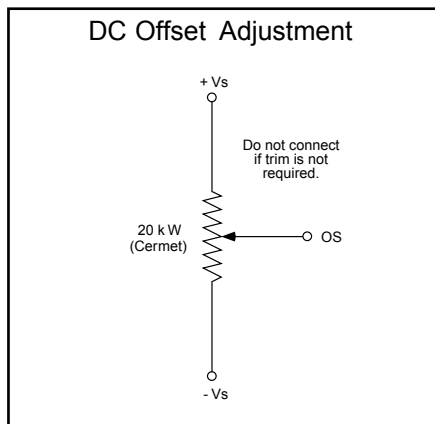 DC Offset Adjustment
+ Vs
Do not connect
if trim is not
required.
20 k W
(Cermet)
OS
- Vs